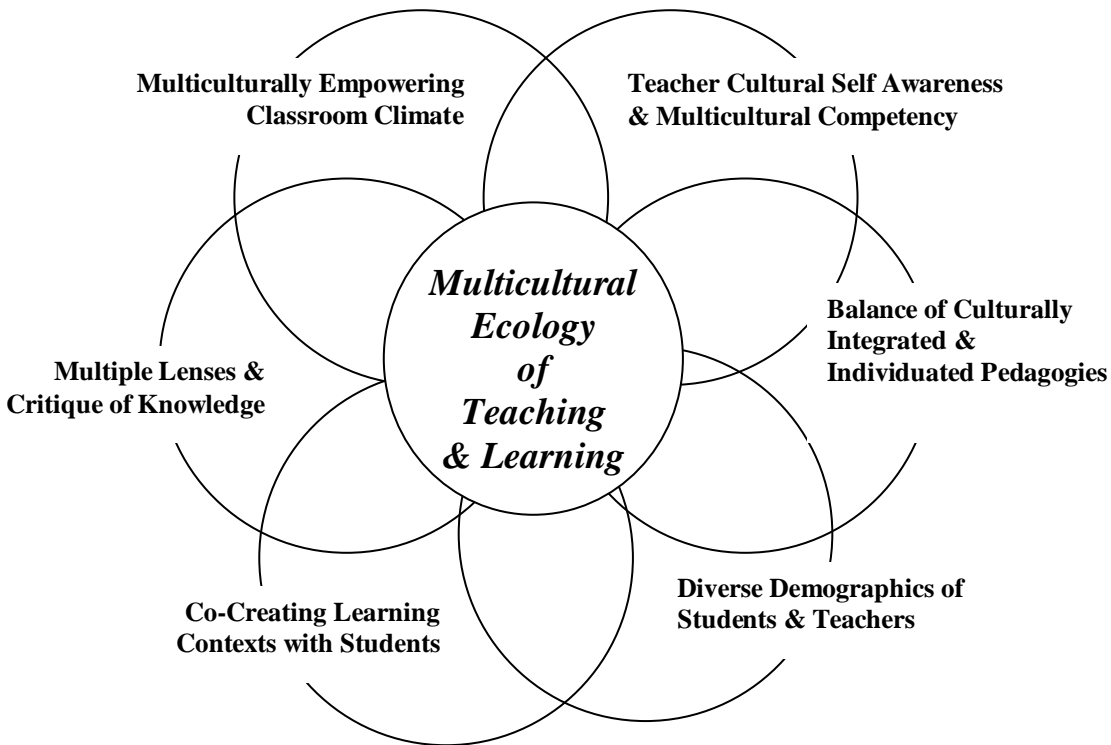 Multiculturally Empowering
Classroom Climate
Teacher Cultural Self Awareness
& Multicultural Competency
Multicultural
Ecology
of
Teaching
& Learning
Balance of Culturally
Integrated &
Individuated Pedagogies
Multiple Lenses &
Critique of Knowledge
Diverse Demographics of
Students & Teachers
Co-Creating Learning
Contexts with Students